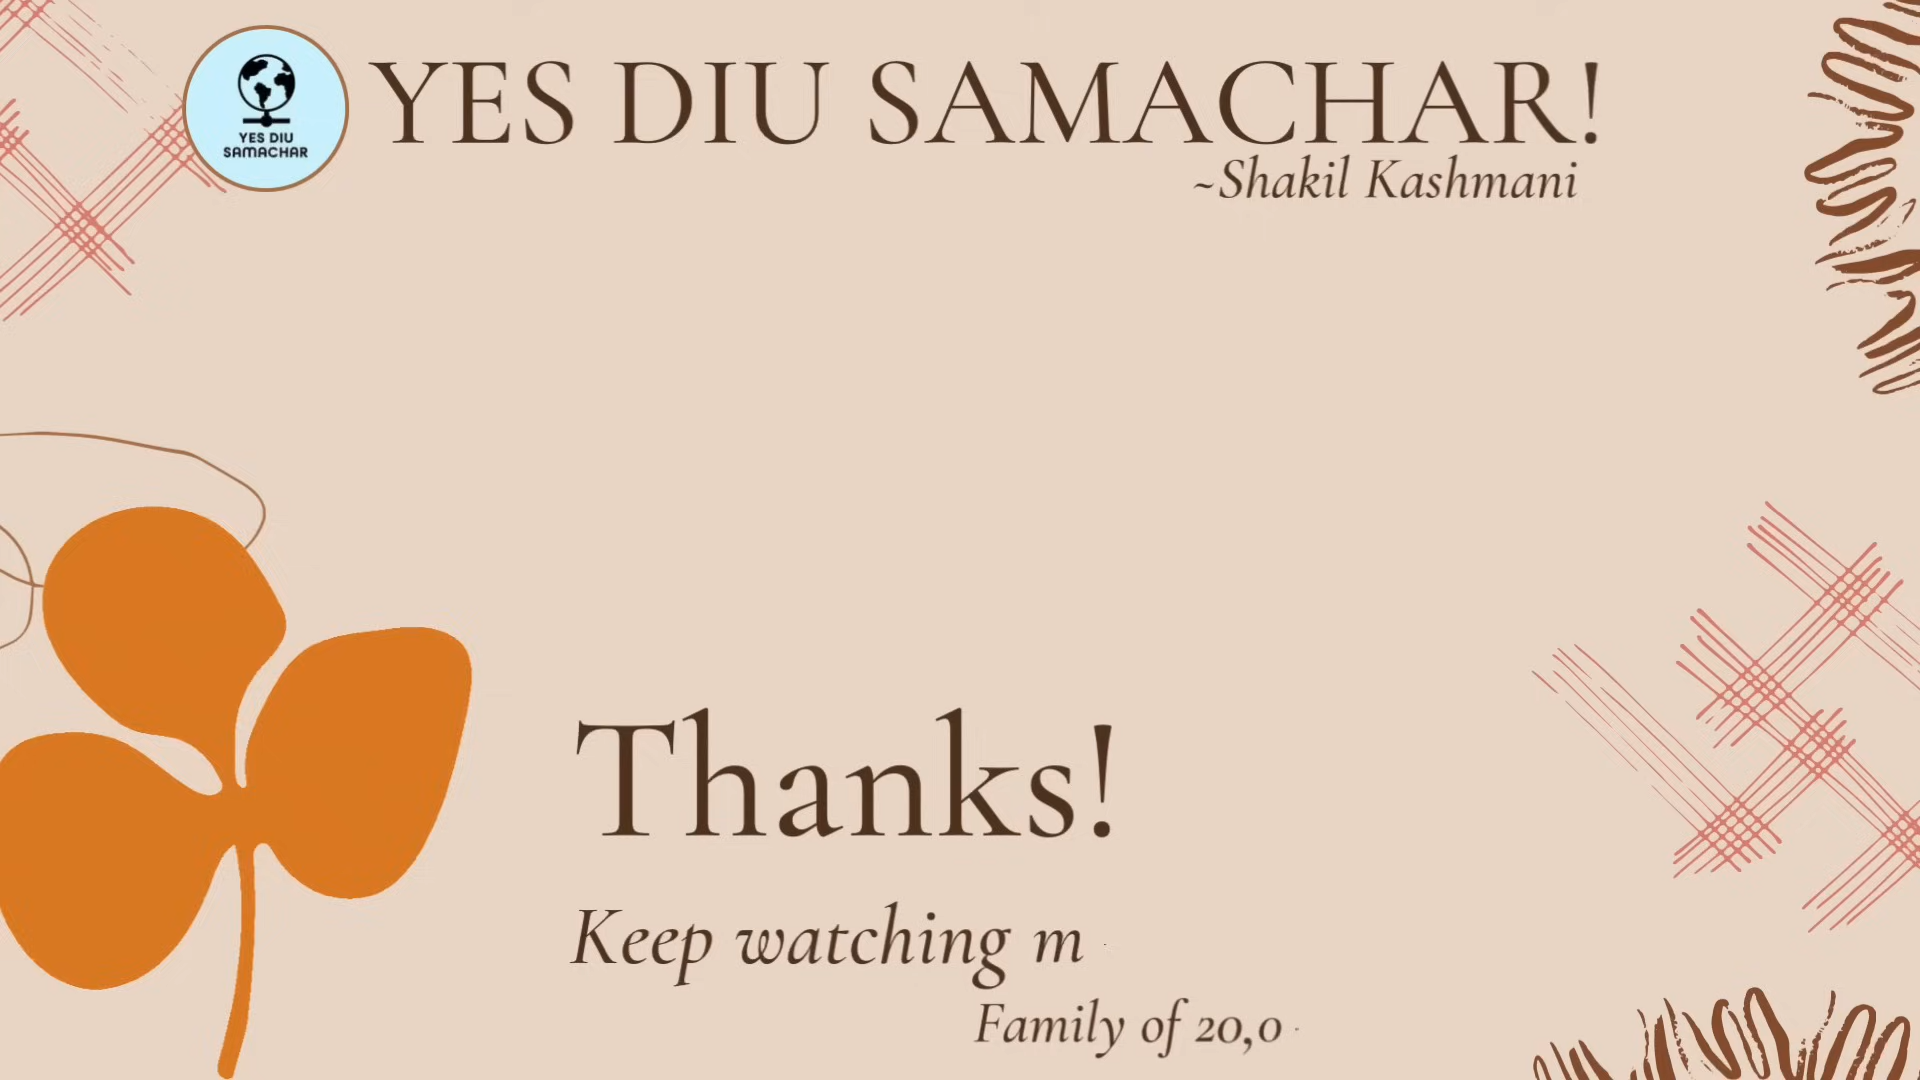 YES DIU SAMACHAR!
YES DIU
SAMACHAR
~Shakil Kashmani
Thanks!
Keep watching m
Family of 20,0